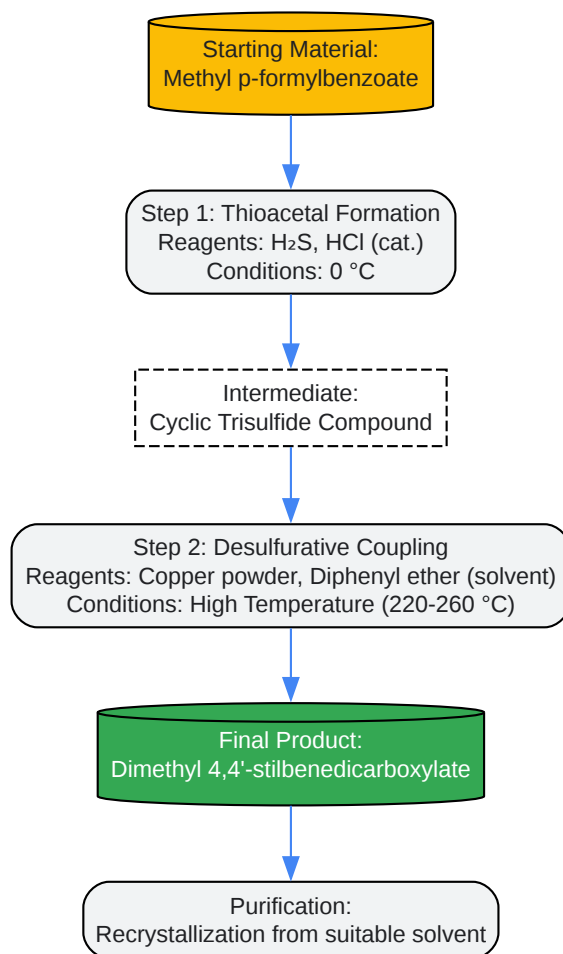 Starting Material:
Methyl p-formylbenzoate
Step 1: Thioacetal Formation
Reagents: H₂S, HCl (cat.)
Conditions: 0 °C
Intermediate:
Cyclic Trisulfide Compound
Step 2: Desulfurative Coupling
Reagents: Copper powder, Diphenyl ether (solvent)
Conditions: High Temperature (220-260 °C)
Final Product:
Dimethyl 4,4'-stilbenedicarboxylate
Purification:
Recrystallization from suitable solvent